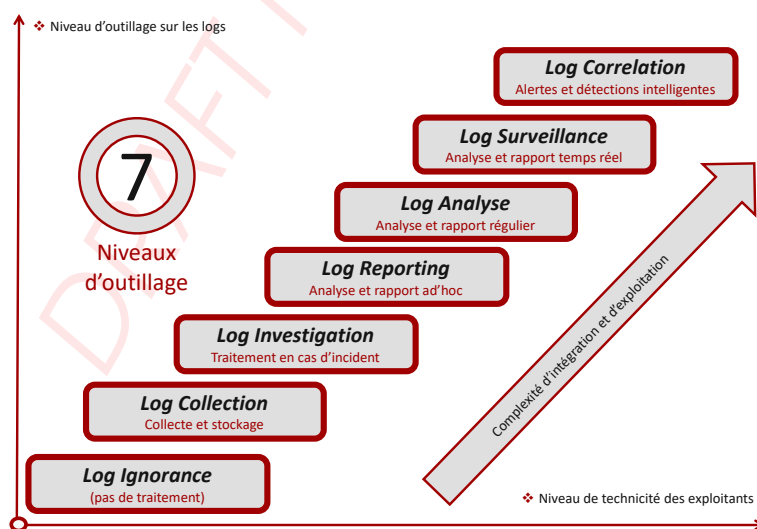 ❖ Niveau d'outillage sur les logs
Log Correlation
Alertes et détections intelligentes
Log Surveillance
Analyse et rapport temps réel
7
Niveaux
d'outillage
Log Analyse
Analyse et rapport régulier
Log Reporting
Analyse et rapport ad'hoc
Log Investigation
Traitement en cas d'incident
Log Collection
Collecte et stockage
Log Ignorance
(pas de traitement)
Complexité d'intégration et d'exploitation
❖ Niveau de technicité des exploitants
DRAFT